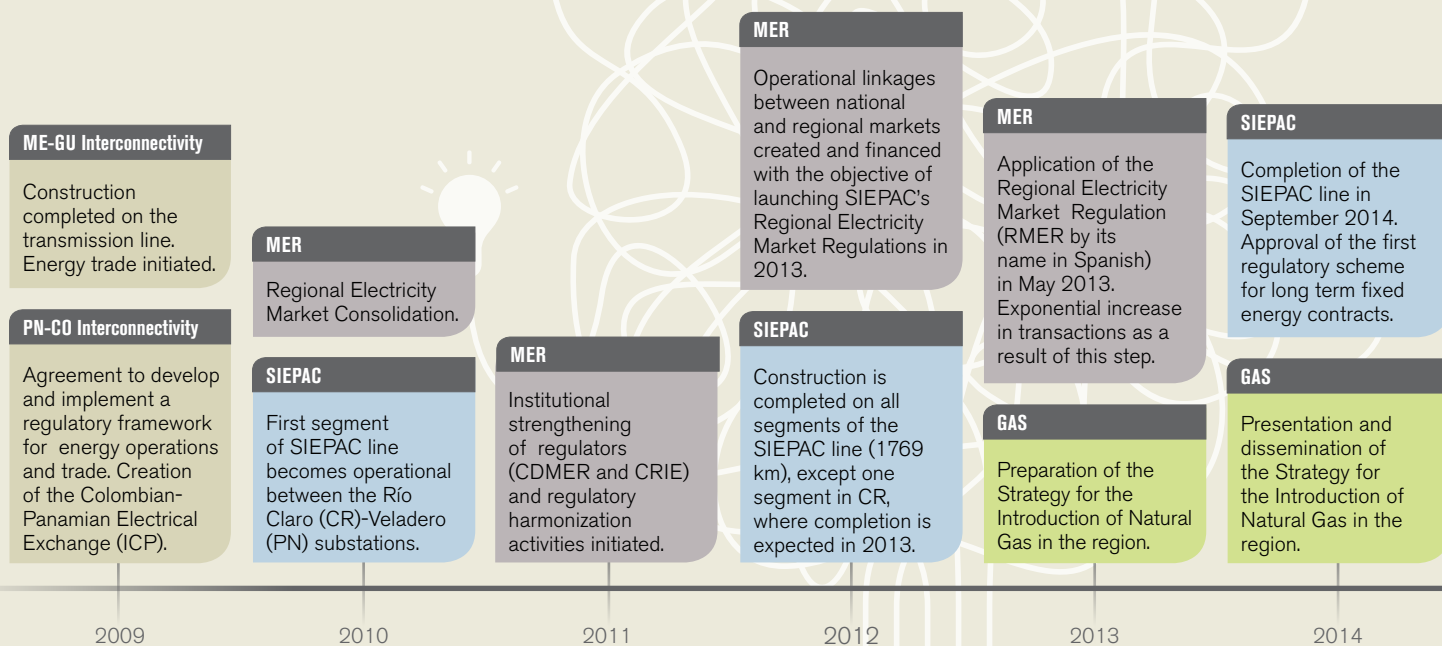 ME-GU Interconnectivity
Construction
completed on the
transmission line.
Energy trade initiated.
PN-CO Interconnectivity
Agreement to develop
and implement a
regulatory framework
for energy operations
and trade. Creation
of the Colombian-
Panamian Electrical
Exchange (ICP).
MER
Regional Electricity
Market Consolidation.
SIEPAC
First segment
of SIEPAC line
becomes operational
between the Río
Claro (CR)-Veladero
(PN) substations.
MER
Institutional
strengthening
of regulators
(CDMER and CRIE)
and regulatory
harmonization
activities initiated.
MER
Operational linkages
between national
and regional markets
created and financed
with the objective of
launching SIEPAC's
Regional Electricity
Market Regulations in
2013.
SIEPAC
Construction is
completed on all
segments of the
SIEPAC line (1769
km), except one
segment in CR,
where completion is
expected in 2013.
MER
Application of the
Regional Electricity
Market Regulation
(RMER by its
name in Spanish)
in May 2013.
Exponential increase
in transactions as a
result of this step.
GAS
Preparation of the
Strategy for the
Introduction of Natural
Gas in the region.
SIEPAC
Completion of the
SIEPAC line in
September 2014.
Approval of the first
regulatory scheme
for long term fixed
energy contracts.
GAS
Presentation and
dissemination of
the Strategy for
the Introduction of
Natural Gas in the
region.
2009 2010 2011 2012 2013 2014